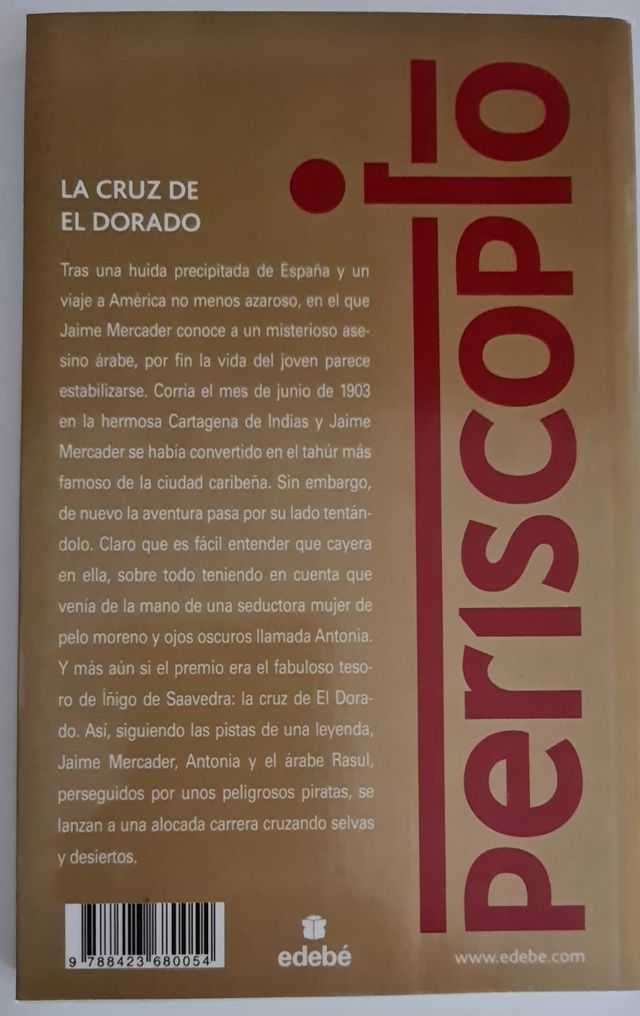 LA CRUZ DE
EL DORADO
Tras una huida precipitada de España y un
viaje a América no menos azaroso, en el que
Jaime Mercader conoce a un misterioso ase-
sino árabe, por fin la vida del joven parece
estabilizarse. Corría el mes de junio de 1903
en la hermosa Cartagena de Indias y Jaime
Mercader se había convertido en el tahúr más
famoso de la ciudad caribeña. Sin embargo,
de nuevo la aventura pasa por su lado tentán-
dolo. Claro que es fácil entender que cayera
en ella, sobre todo teniendo en cuenta que
venía de la mano de una seductora mujer de
pelo moreno y ojos oscuros llamada Antonia.
Y más aún si el premio era el fabuloso teso-
ro de Íñigo de Saavedra: la cruz de El Dora-
do. Así, siguiendo las pistas de una leyenda,
Jaime Mercader, Antonia y el árabe Rasul,
perseguidos por unos peligrosos piratas, se
lanzan a una alocada carrera cruzando selvas
y desiertos.
periscopio
9 788423 680054
edebé
www.edebe.com